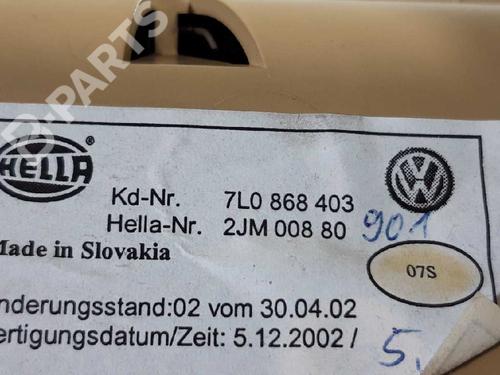 B-PARTS
HELLA ®
Kd-Nr. 7L0 868 403
Hella-Nr. 2JM 008 80 901
Made in Slovakia
07S
nderungsstand:02 vom 30.04.02
ertigungsdatum/Zeit: 5.12.2002 / 5.